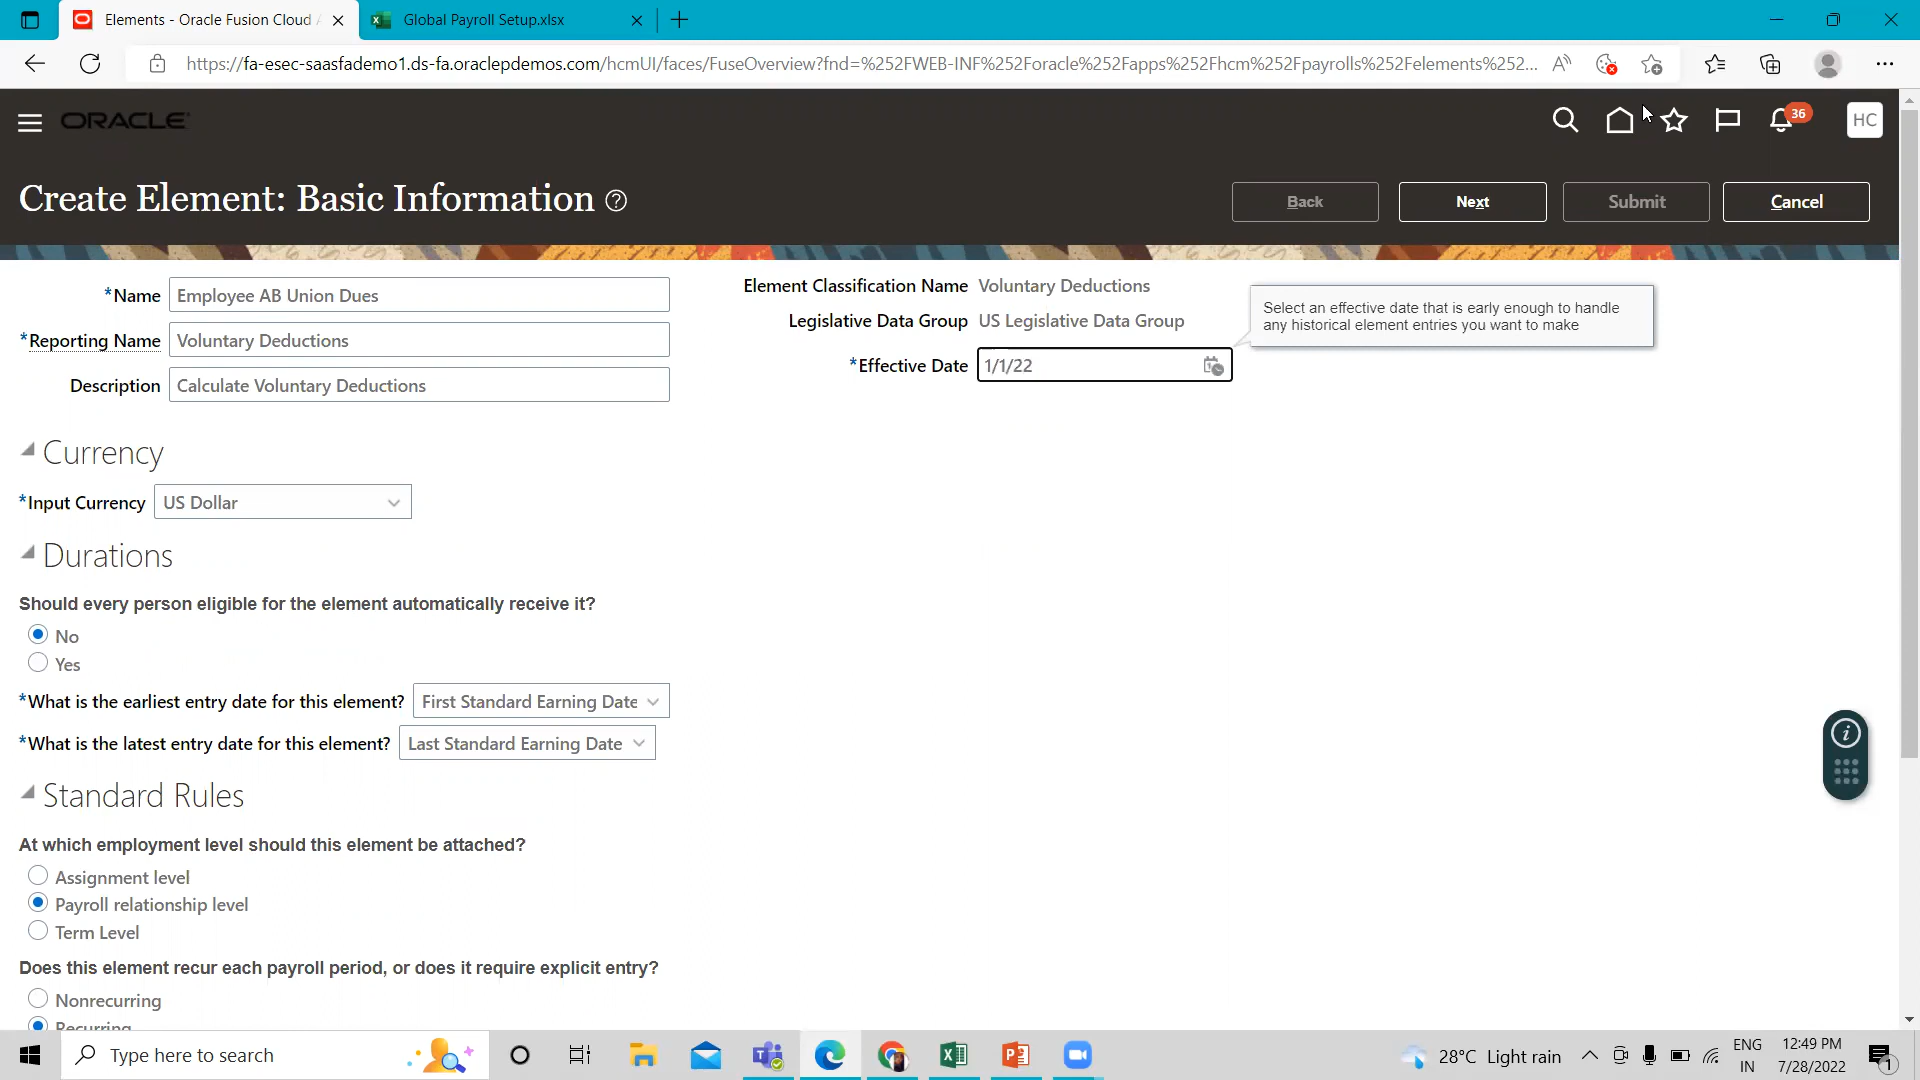 Elements - Oracle Fusion Cloud A
Global Payroll Setup.xlsx
https://fa-esec-saasfademo1.ds-fa.oraclepdemos.com/hcmUI/faces/FuseOverview?fnd=%252FWEB-INF%252Foracle%252Fapps%252Fhcm%252Fpayrolls%252Felements%252...
ORACLE
36
HC
Create Element: Basic Information
Back
Next
Submit
Cancel
*Name Employee AB Union Dues
*Reporting Name Voluntary Deductions
Description Calculate Voluntary Deductions
Element Classification Name Voluntary Deductions
Legislative Data Group US Legislative Data Group
*Effective Date 1/1/22
Select an effective date that is early enough to handle
any historical element entries you want to make
Currency
*Input Currency US Dollar
Durations
Should every person eligible for the element automatically receive it?
No
Yes
*What is the earliest entry date for this element? First Standard Earning Date
*What is the latest entry date for this element? Last Standard Earning Date
Standard Rules
At which employment level should this element be attached?
Assignment level
Payroll relationship level
Term Level
Does this element recur each payroll period, or does it require explicit entry?
Nonrecurring
Recurring
Type here to search
28°C Light rain
ENG
IN
12:49 PM
7/28/2022
1